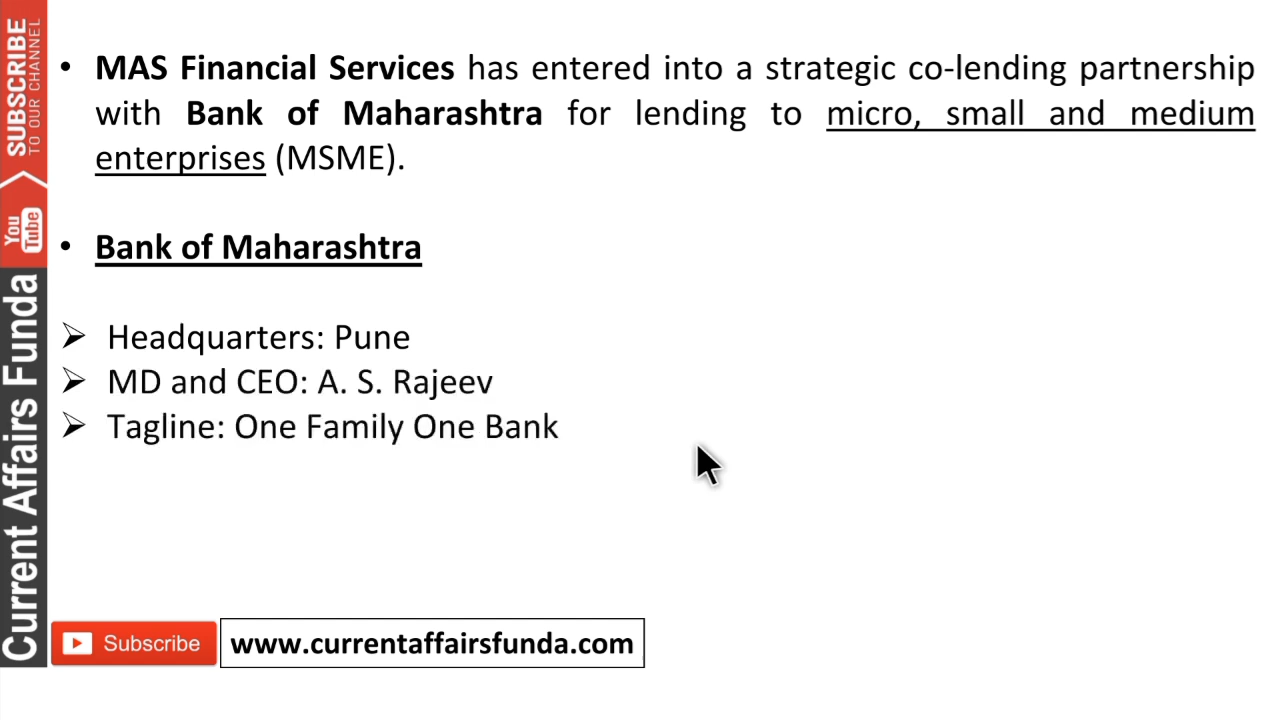 • MAS Financial Services has entered into a strategic co-lending partnership
with Bank of Maharashtra for lending to micro, small and medium
enterprises (MSME).
• Bank of Maharashtra
➢ Headquarters: Pune
➢ MD and CEO: A. S. Rajeev
➢ Tagline: One Family One Bank
SUBSCRIBE
TO OUR CHANNEL
You
Tube
Current Affairs Funda
Subscribe
www.currentaffairsfunda.com